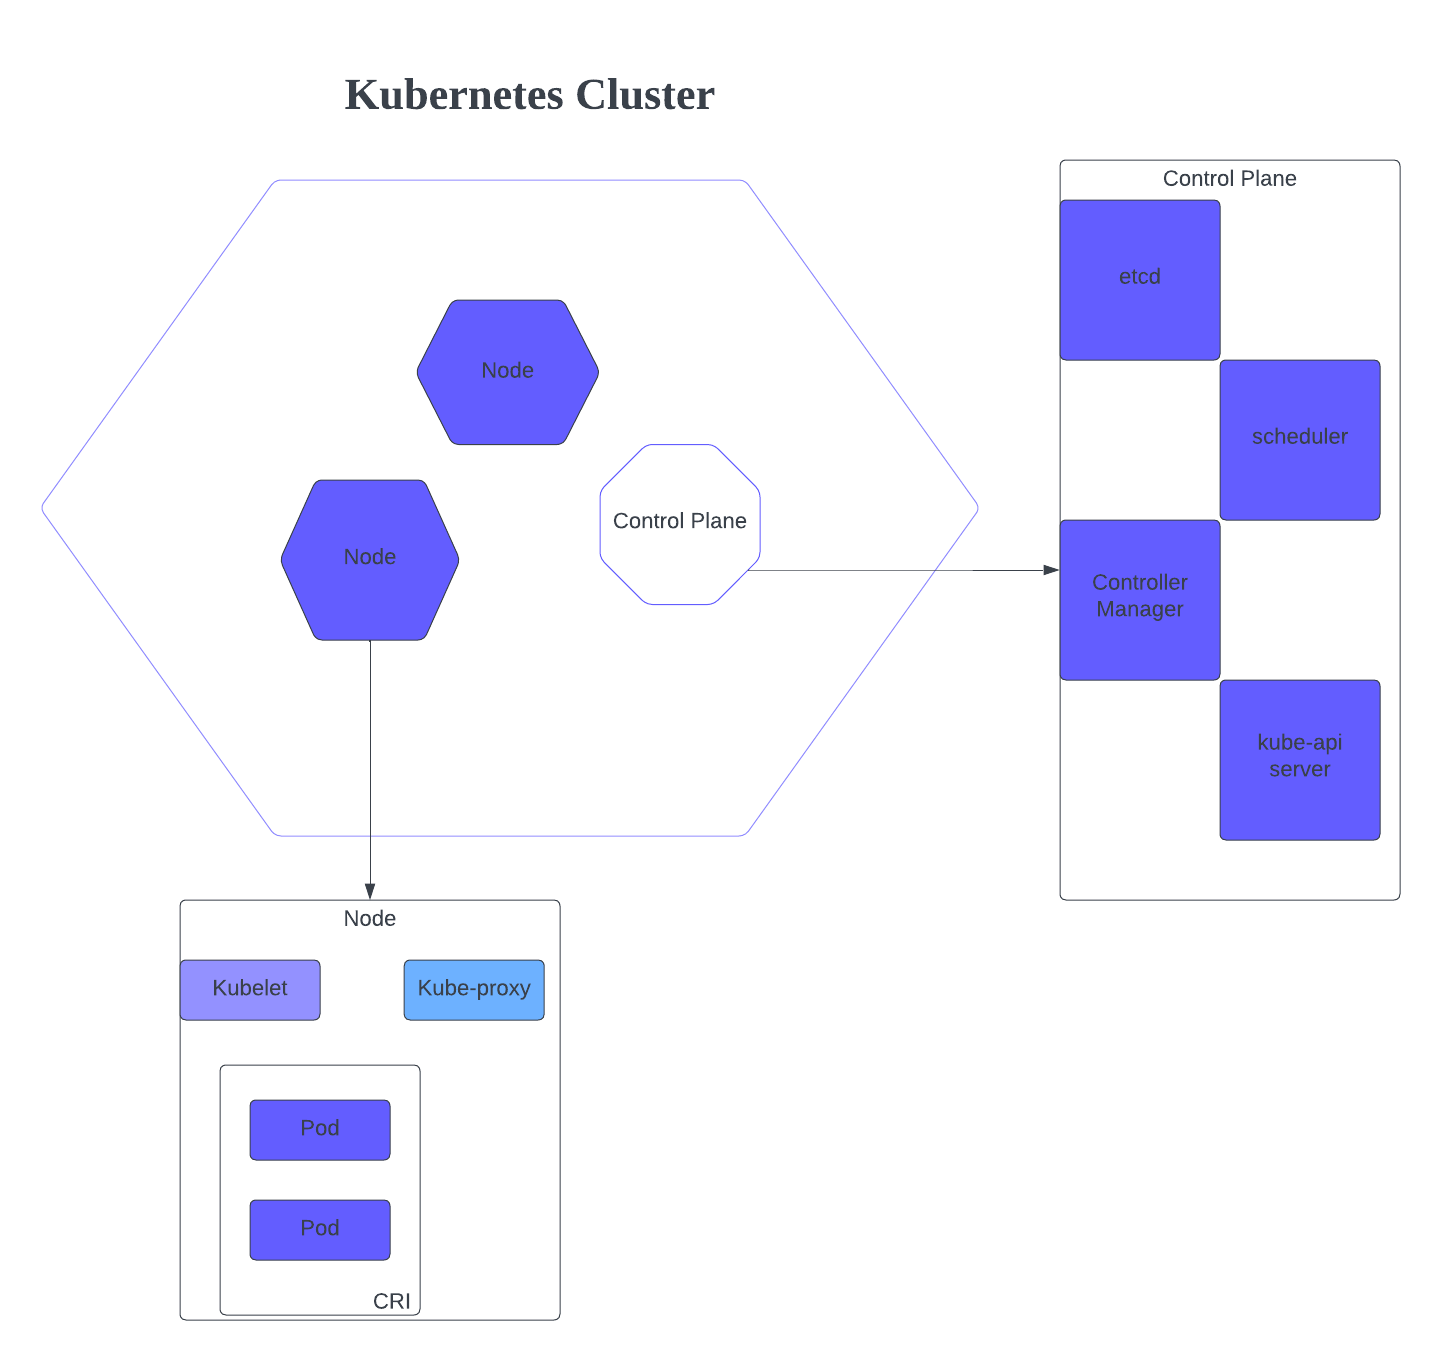 Kubernetes Cluster
Node
Node
Control Plane
Control Plane
etcd
scheduler
Controller
Manager
kube-api
server
Node
Kubelet
Kube-proxy
Pod
Pod
CRI